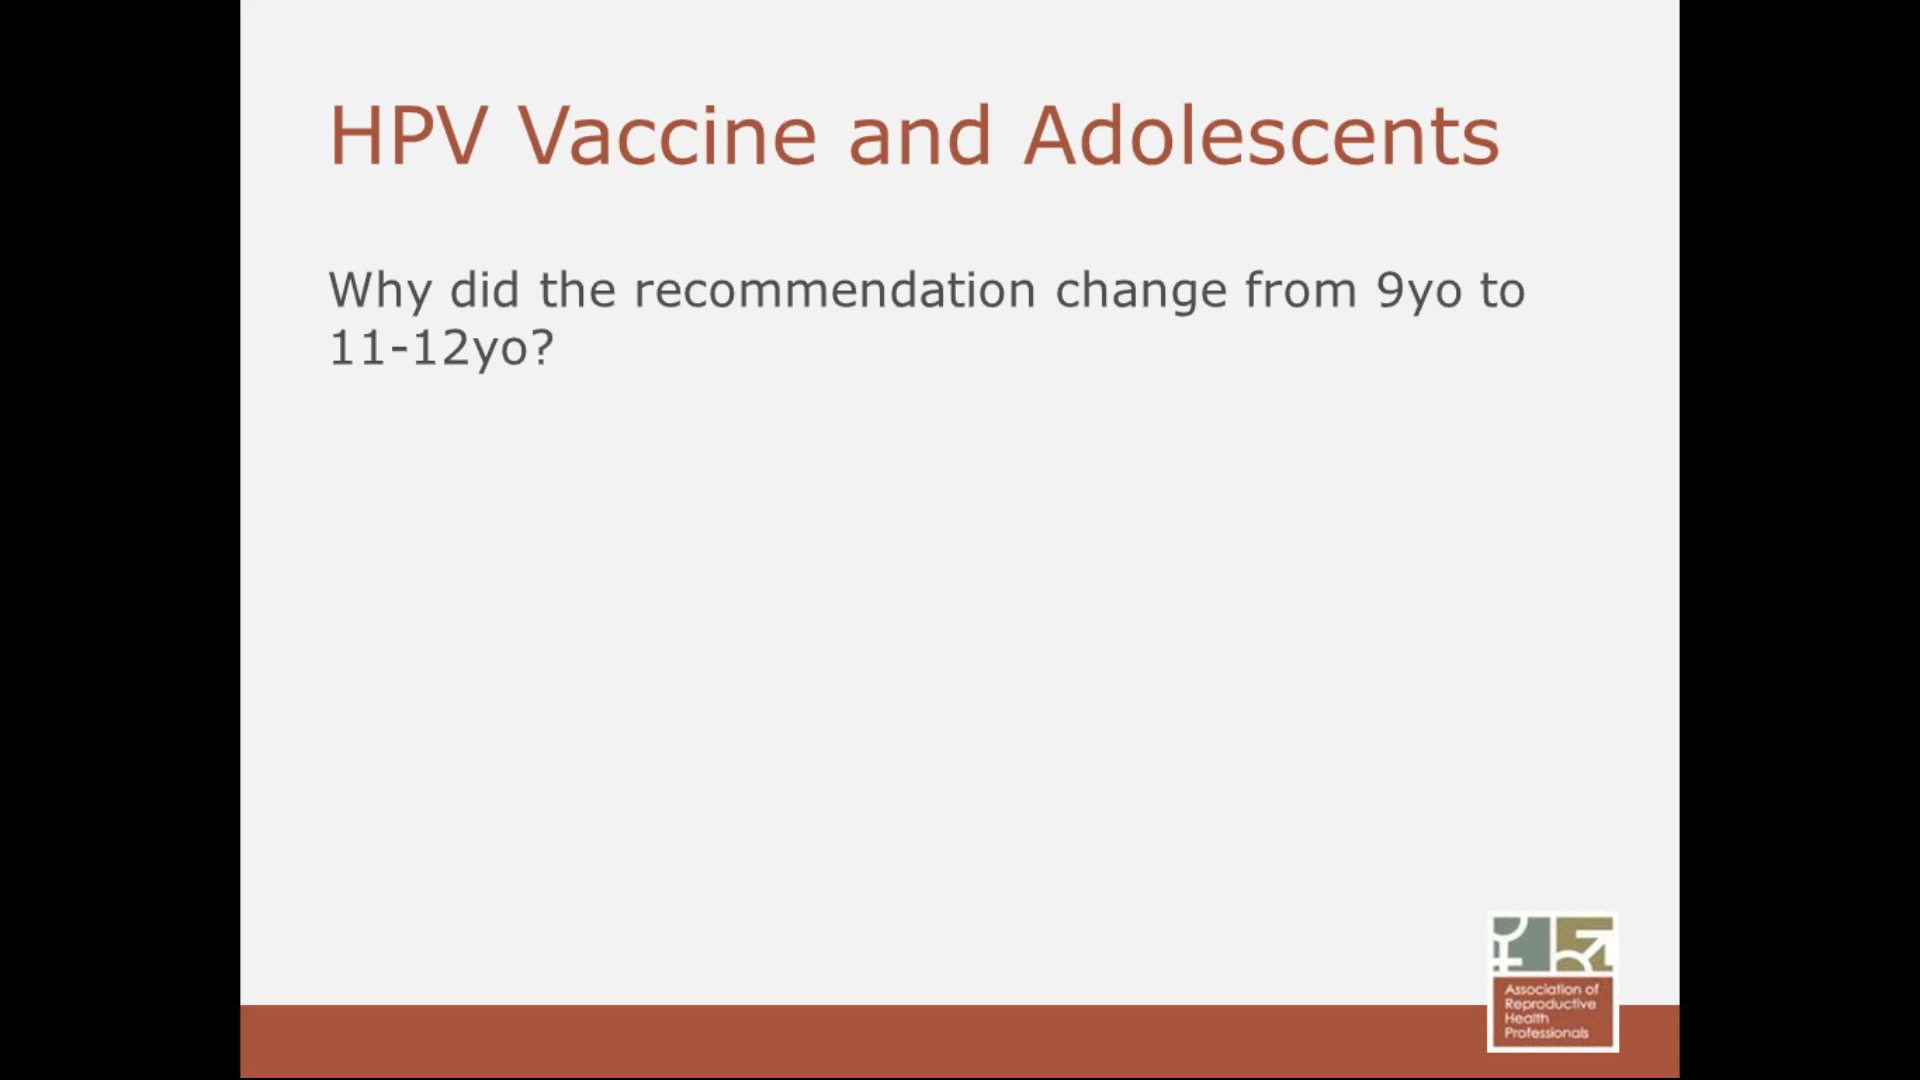 HPV Vaccine and Adolescents
Why did the recommendation change from 9yo to
11-12yo?
Association of
Reproductive
Health
Professionals